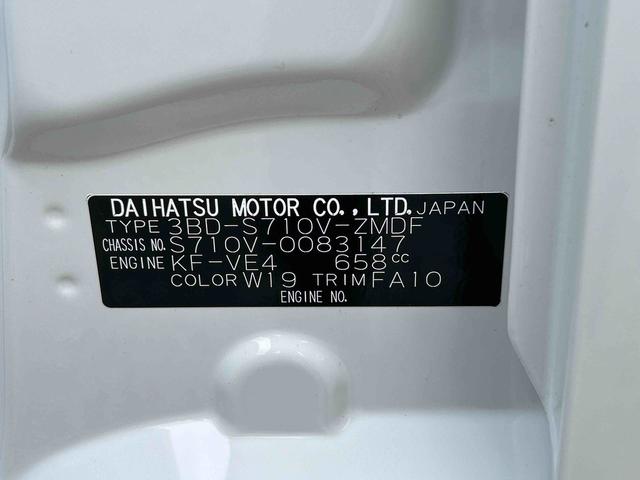 DAIHATSU MOTOR CO., LTD. JAPAN
TYPE 3BD-S710V-ZMDF
CHASSIS NO. S710V-0083147
ENGINE KF-VE4 658cc
COLOR W19 TRIM FA10
ENGINE NO.